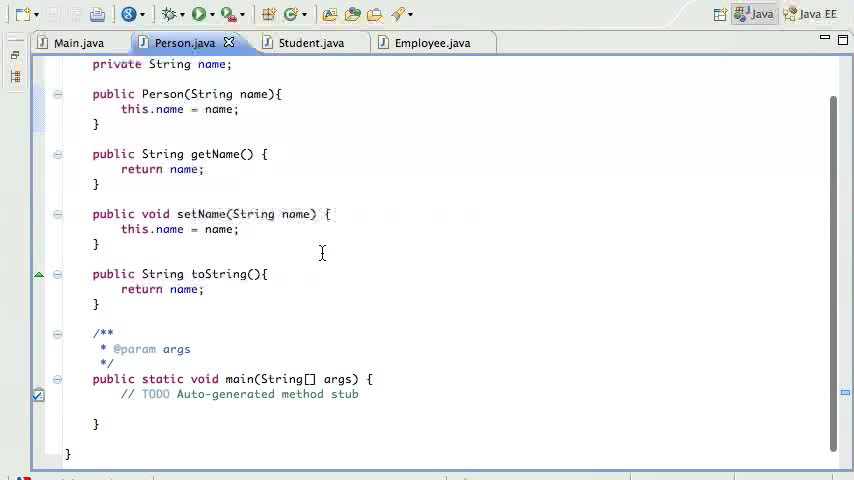 Java
Java EE
Main.java
Person.java
Student.java
Employee.java
private String name;
public Person(String name){
this.name = name;
}
public String getName() {
return name;
}
public void setName(String name) {
this.name = name;
}
public String toString(){
return name;
}
/**
* @param args
*/
public static void main(String[] args) {
// TODO Auto-generated method stub
}
}